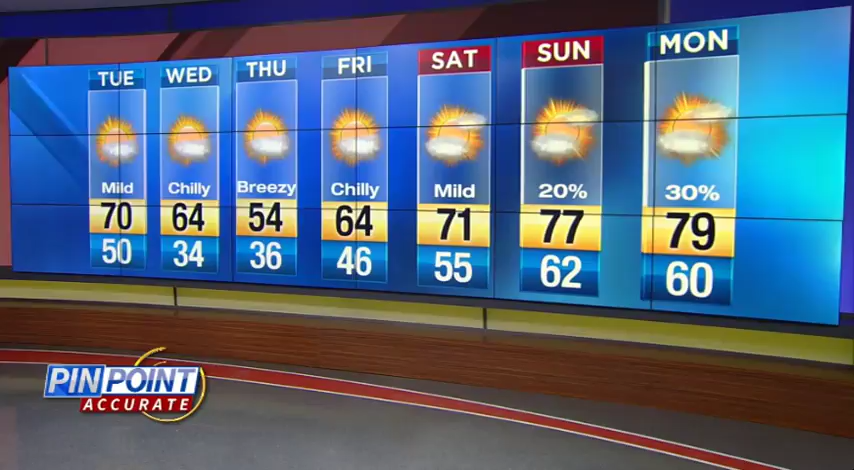 TUE WED THU FRI SAT SUN MON
Mild Chilly Breezy Chilly Mild 20% 30%
70 64 54 64 71 77 79
50 34 36 46 55 62 60
PINPOINT
ACCURATE